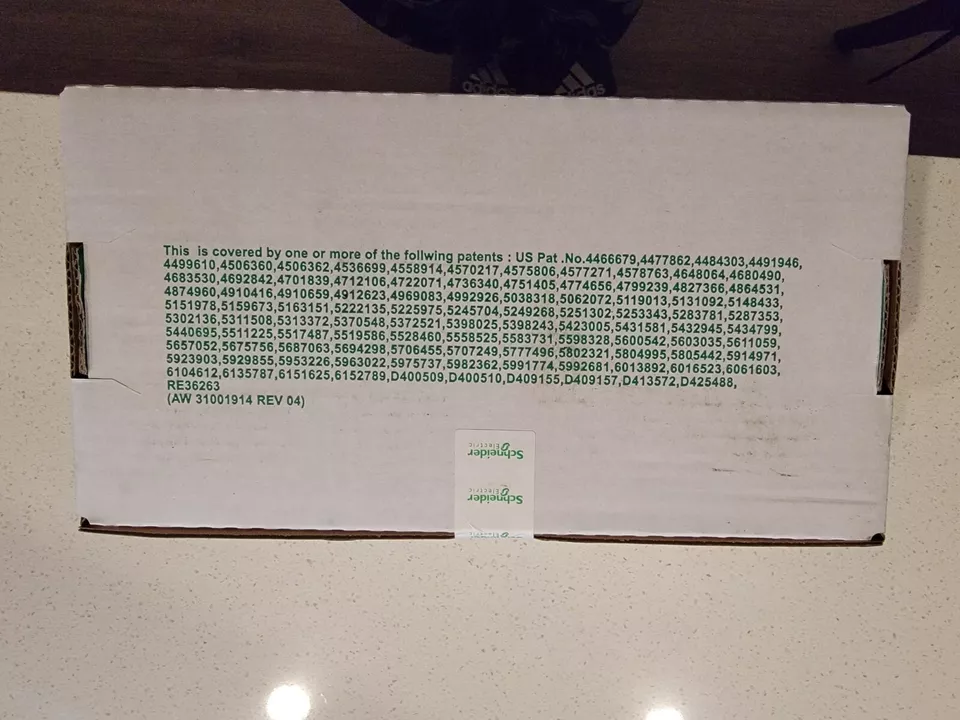 adidas adidas
This is covered by one or more of the follwing patents : US Pat .No.4466679,4477862,4484303,4491946,
4499610,4506360,4506362,4536699,4558914,4570217,4575806,4577271,4578763,4648064,4680490,
4683530,4692842,4701839,4712106,4722071,4736340,4751405,4774656,4799239,4827366,4864531,
4874960,4910416,4910659,4912623,4969083,4992926,5038318,5062072,5119013,5131092,5148433,
5151978,5159673,5163151,5222135,5225975,5245704,5249268,5251302,5253343,5283781,5287353,
5302136,5311508,5313372,5370548,5372521,5398025,5398243,5423005,5431581,5432945,5434799,
5440695,5511225,5517487,5519586,5528460,5558525,5583731,5598328,5600542,5603035,5611059,
5657052,5675756,5687063,5694298,5706455,5707249,5777496,5802321,5804995,5805442,5914971,
5923903,5929855,5953226,5963022,5975737,5982362,5991774,5992681,6013892,6016523,6061603,
6104612,6135787,6151625,6152789,D400509,D400510,D409155,D409157,D413572,D425488,
RE36263
(AW 31001914 REV 04)
Schneider
Electric
Schneider
Electric